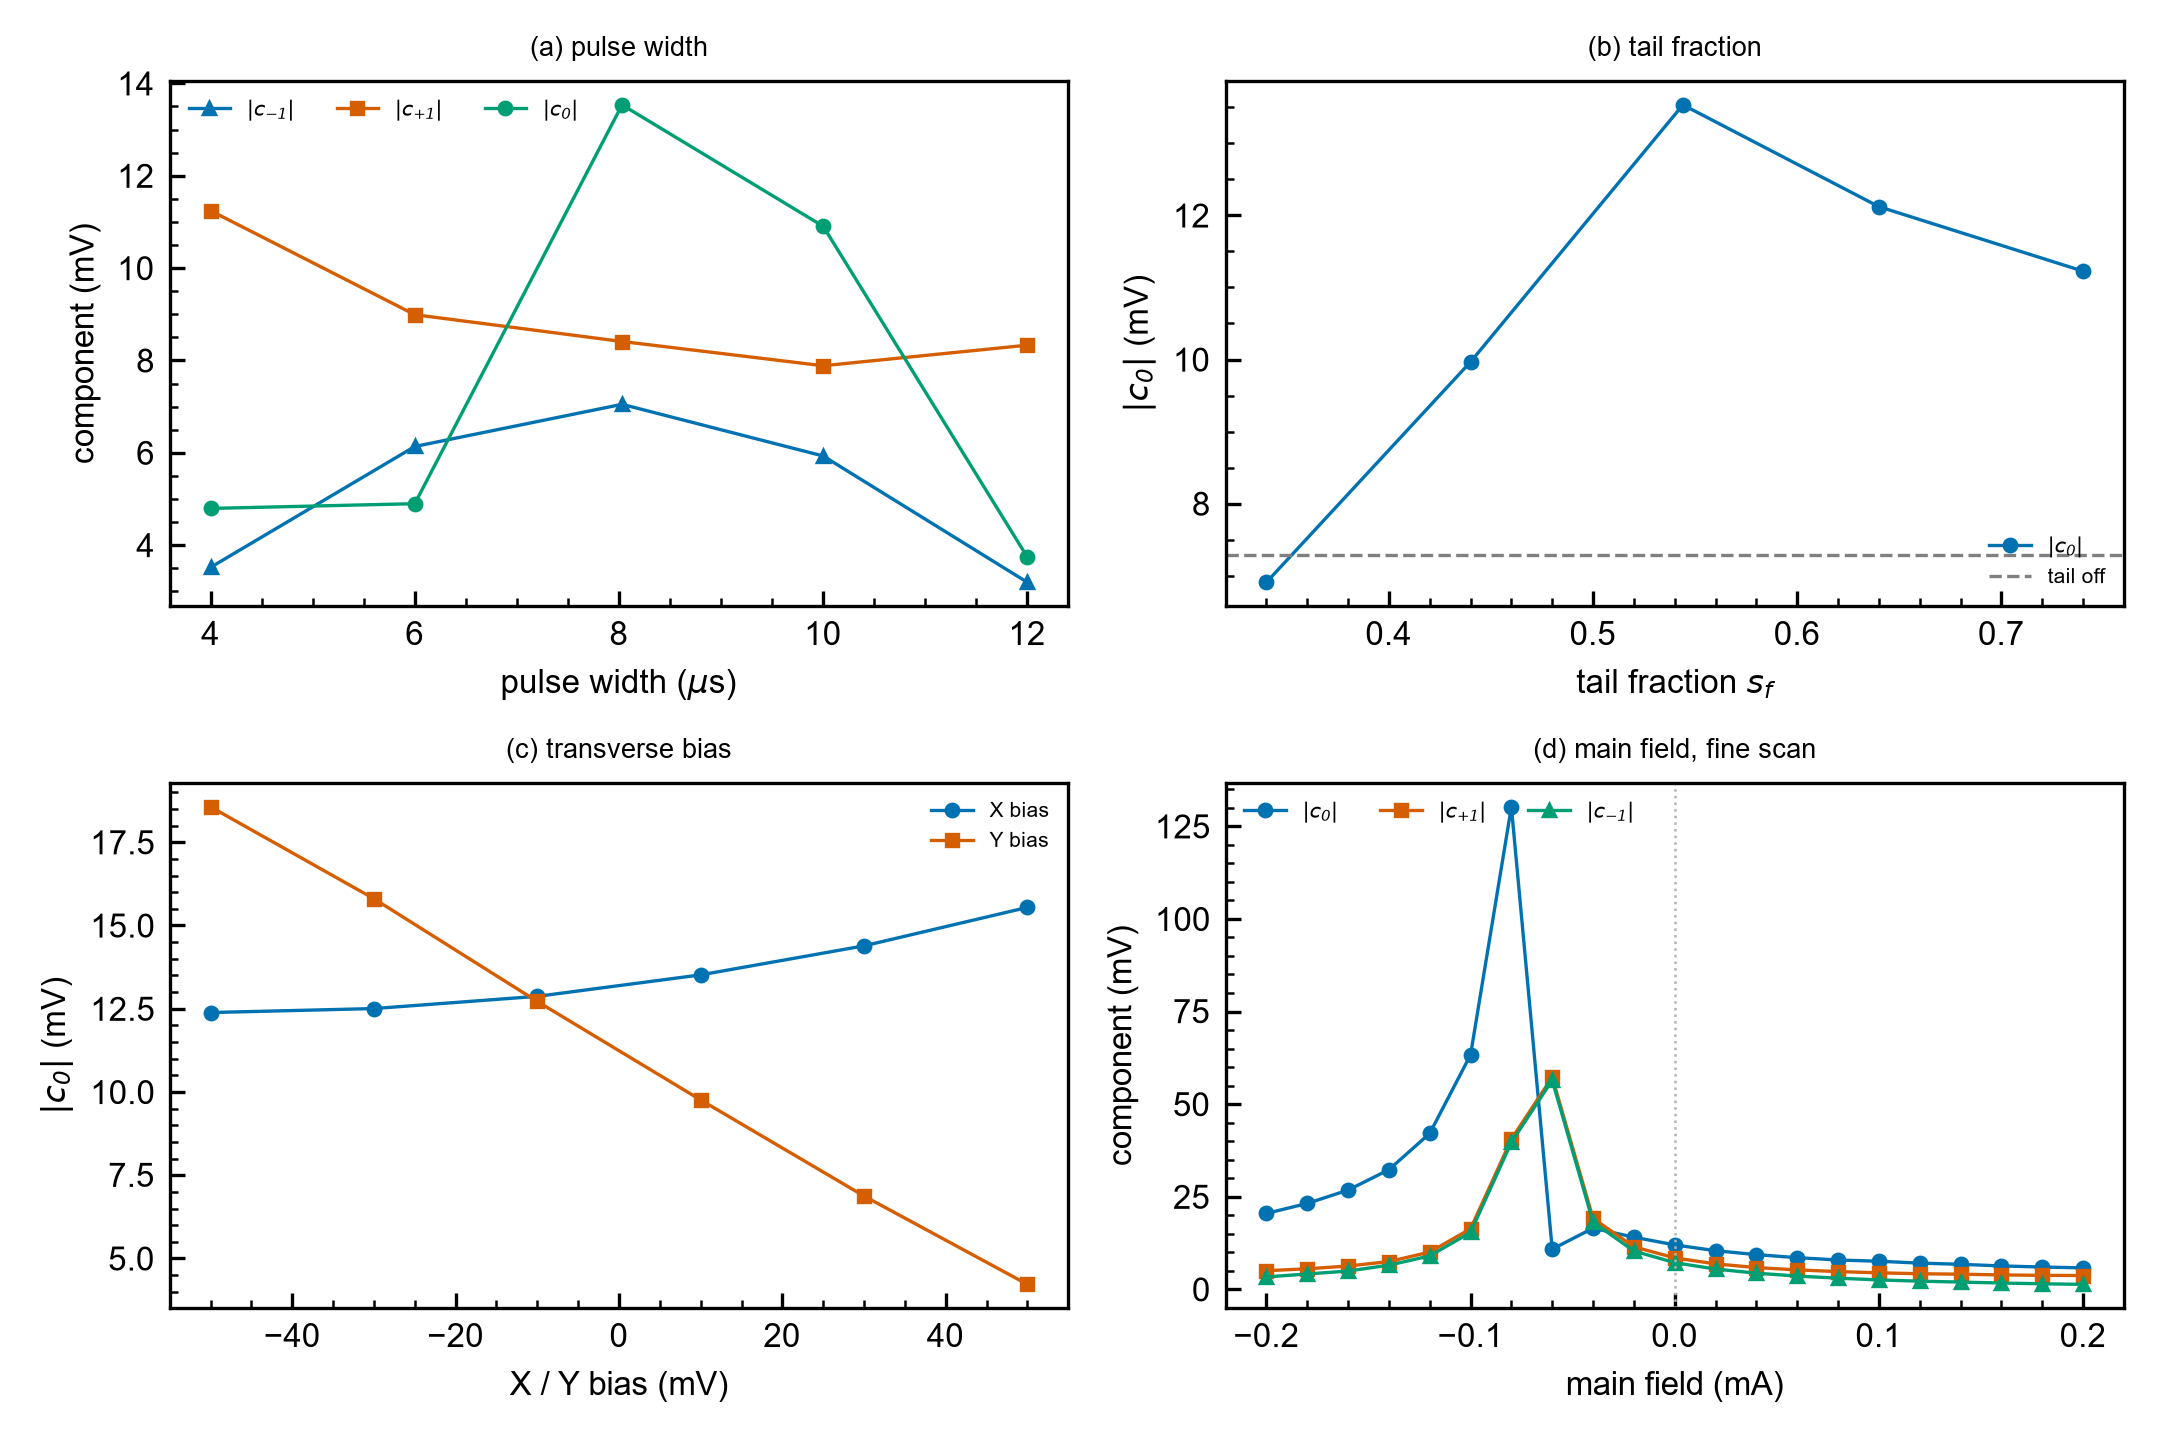 (a) pulse width
|c₋₁| |c₊₁| |c₀|
14
12
10
8
6
4
component (mV)
4 6 8 10 12
pulse width (μs)
(b) tail fraction
12
10
8
|c₀| (mV)
|c₀|
tail off
0.4 0.5 0.6 0.7
tail fraction s_f
(c) transverse bias
X bias
Y bias
17.5
15.0
12.5
10.0
7.5
5.0
|c₀| (mV)
−40 −20 0 20 40
X / Y bias (mV)
(d) main field, fine scan
|c₀| |c₊₁| |c₋₁|
125
100
75
50
25
0
component (mV)
−0.2 −0.1 0.0 0.1 0.2
main field (mA)